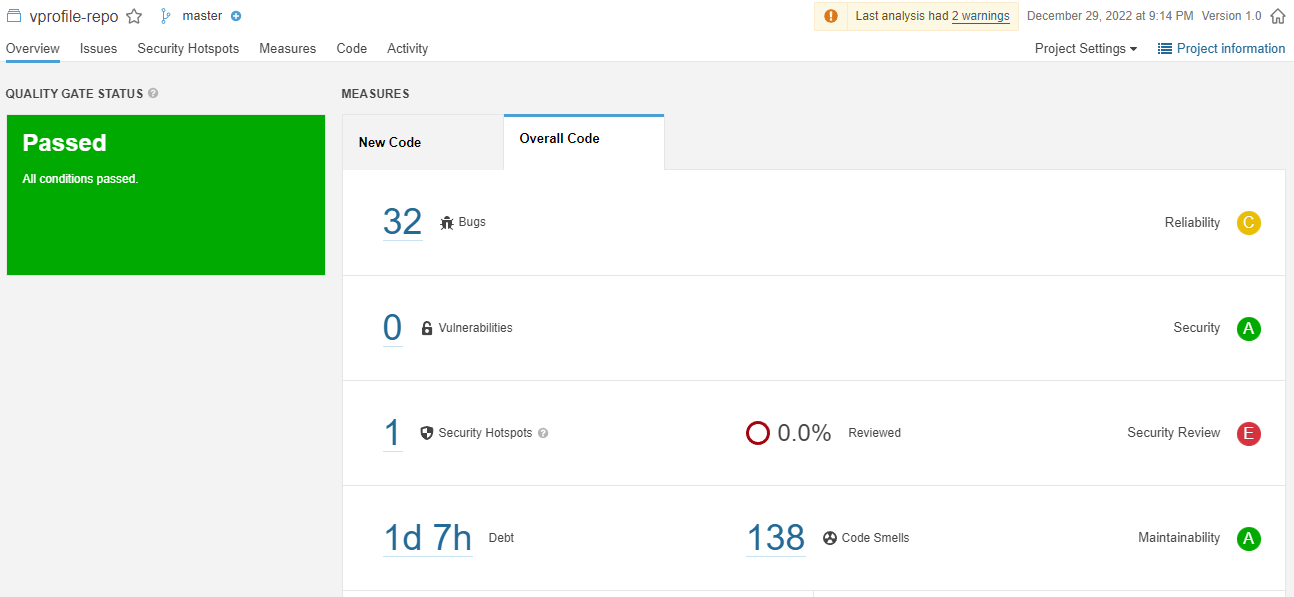 vprofile-repo master Last analysis had 2 warnings December 29, 2022 at 9:14 PM Version 1.0
Overview Issues Security Hotspots Measures Code Activity Project Settings Project information
QUALITY GATE STATUS ?
Passed
All conditions passed.
MEASURES
New Code Overall Code
32 Bugs Reliability C
0 Vulnerabilities Security A
1 Security Hotspots ? 0.0% Reviewed Security Review E
1d 7h Debt 138 Code Smells Maintainability A